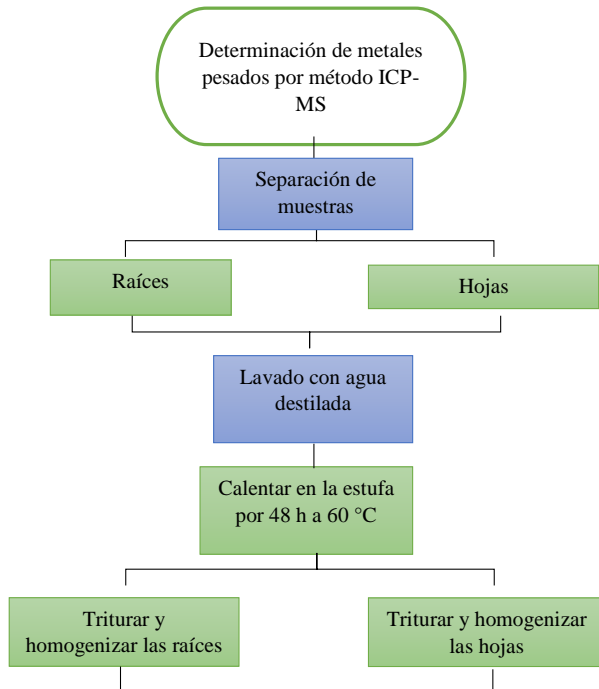 Determinación de metales
pesados por método ICP-
MS
Separación de
muestras
Raíces
Hojas
Lavado con agua
destilada
Calentar en la estufa
por 48 h a 60 °C
Triturar y
homogenizar las raíces
Triturar y homogenizar
las hojas